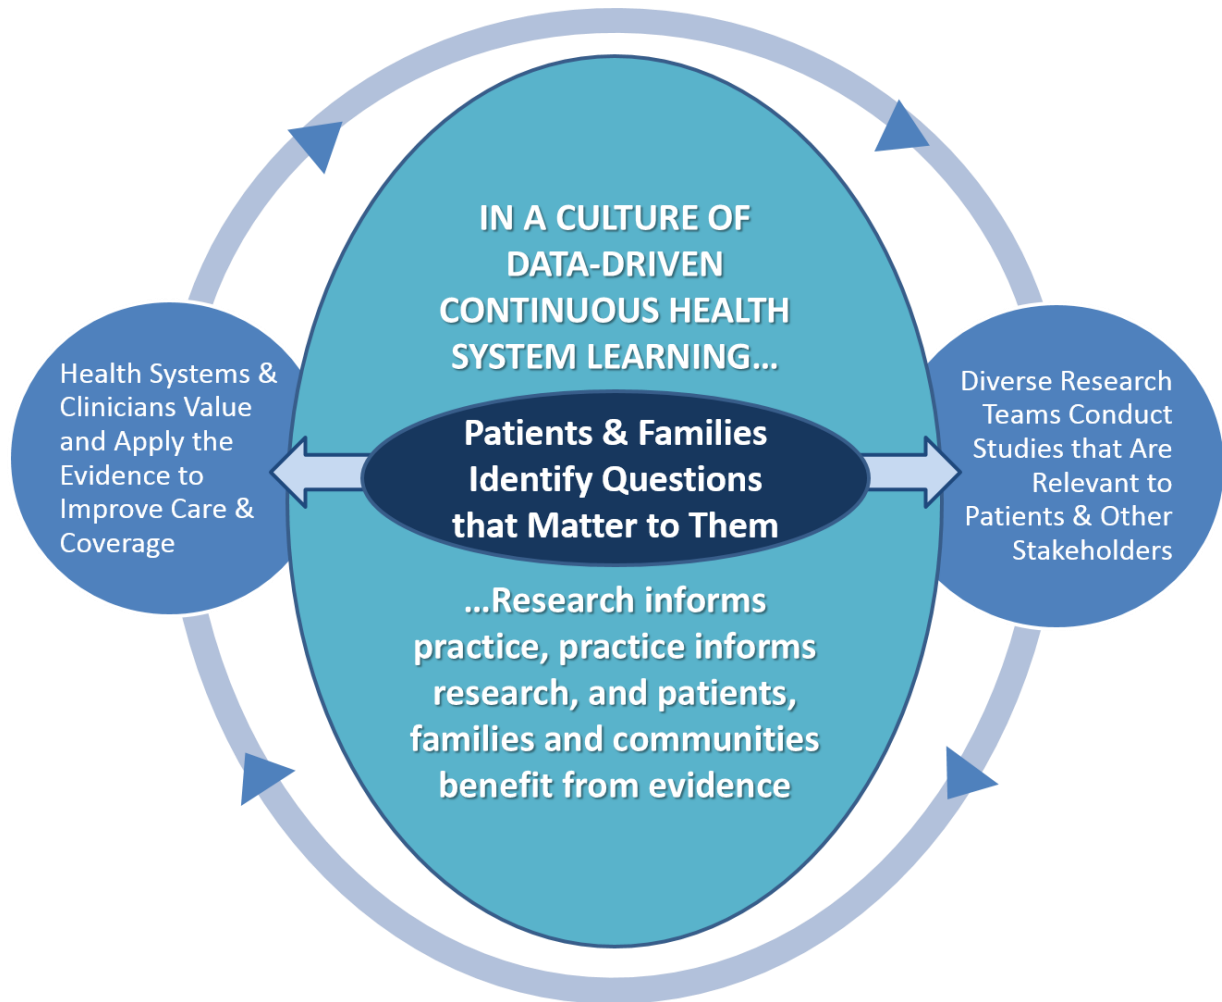 IN A CULTURE OF
DATA-DRIVEN
CONTINUOUS HEALTH
SYSTEM LEARNING…
Health Systems &
Clinicians Value
and Apply the
Evidence to
Improve Care &
Coverage
Patients & Families
Identify Questions
that Matter to Them
Diverse Research
Teams Conduct
Studies that Are
Relevant to
Patients & Other
Stakeholders
…Research informs
practice, practice informs
research, and patients,
families and communities
benefit from evidence